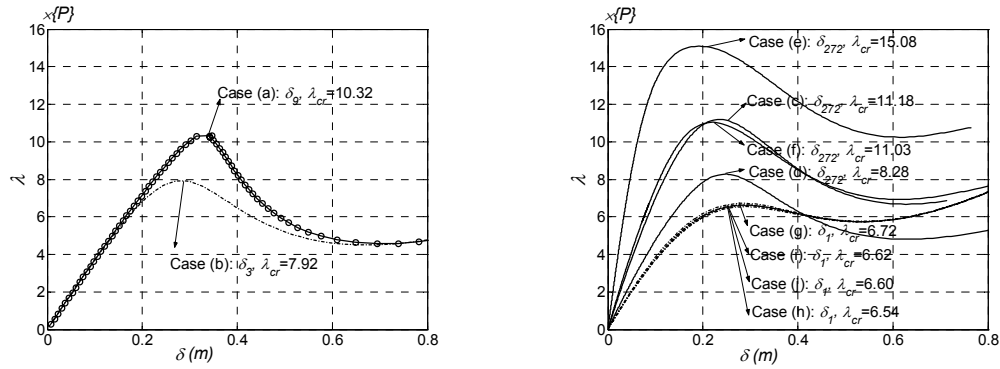 ×{P}
16
14
12
10
8
6
4
2
0
λ
0
0.2
0.4
0.6
0.8
δ (m)
Case (a): δ9, λcr=10.32
Case (b): δ3, λcr=7.92
×{P}
16
14
12
10
8
6
4
2
0
λ
0
0.2
0.4
0.6
0.8
δ (m)
Case (e): δ272, λcr=15.08
Case (c): δ272, λcr=11.18
Case (f): δ272, λcr=11.03
Case (d): δ272, λcr=8.28
Case (g): δ1, λcr=6.72
Case (i): δ1, λcr=6.62
Case (j): δ1, λcr=6.60
Case (h): δ1, λcr=6.54